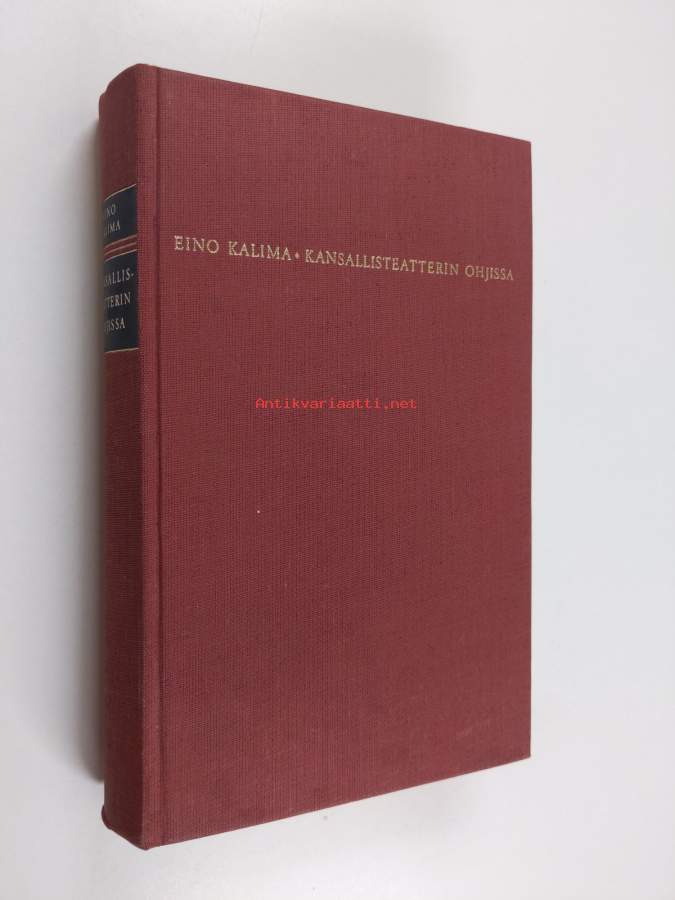 EINO KALIMA • KANSALLISTEATTERIN OHJISSA
Antikvariaatti.net